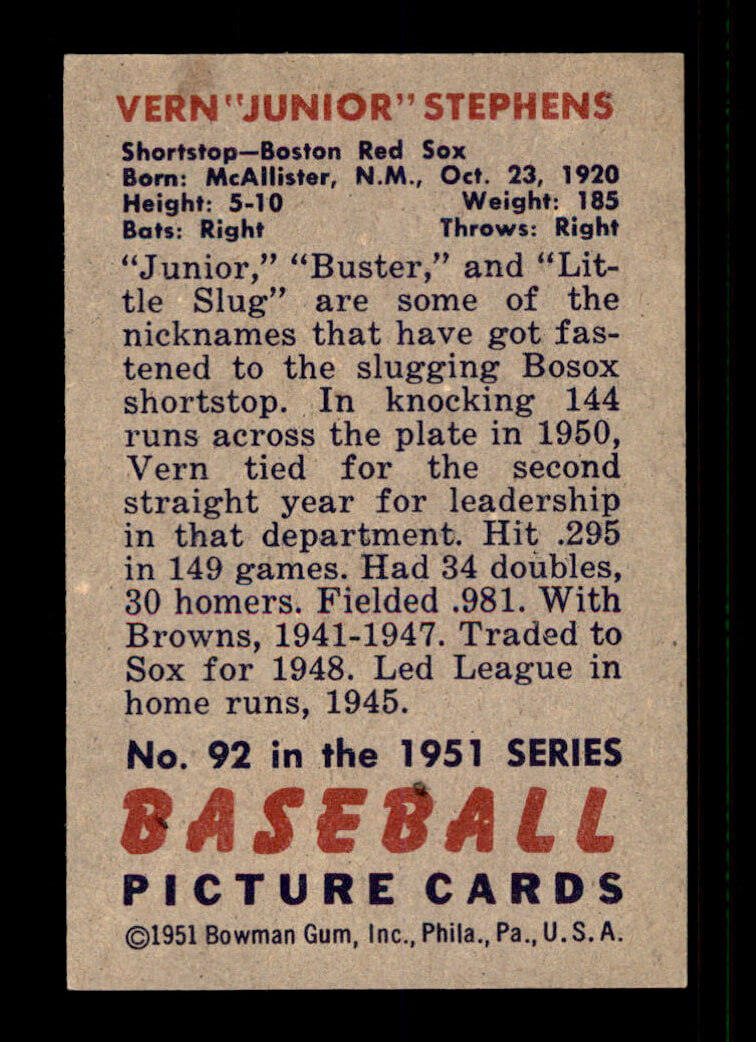 VERN "JUNIOR" STEPHENS
Shortstop—Boston Red Sox
Born: McAllister, N.M., Oct. 23, 1920
Height: 5-10 Weight: 185
Bats: Right Throws: Right
"Junior," "Buster," and "Lit-
tle Slug" are some of the
nicknames that have got fas-
tened to the slugging Bosox
shortstop. In knocking 144
runs across the plate in 1950,
Vern tied for the second
straight year for leadership
in that department. Hit .295
in 149 games. Had 34 doubles,
30 homers. Fielded .981. With
Browns, 1941-1947. Traded to
Sox for 1948. Led League in
home runs, 1945.
No. 92 in the 1951 SERIES
BASEBALL
PICTURE CARDS
©1951 Bowman Gum, Inc., Phila., Pa., U.S.A.